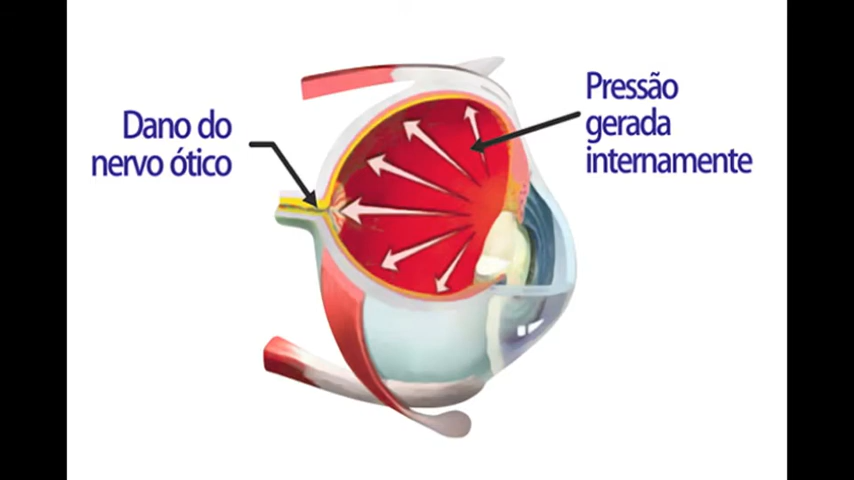 Dano do
nervo ótico
Pressão
gerada
internamente